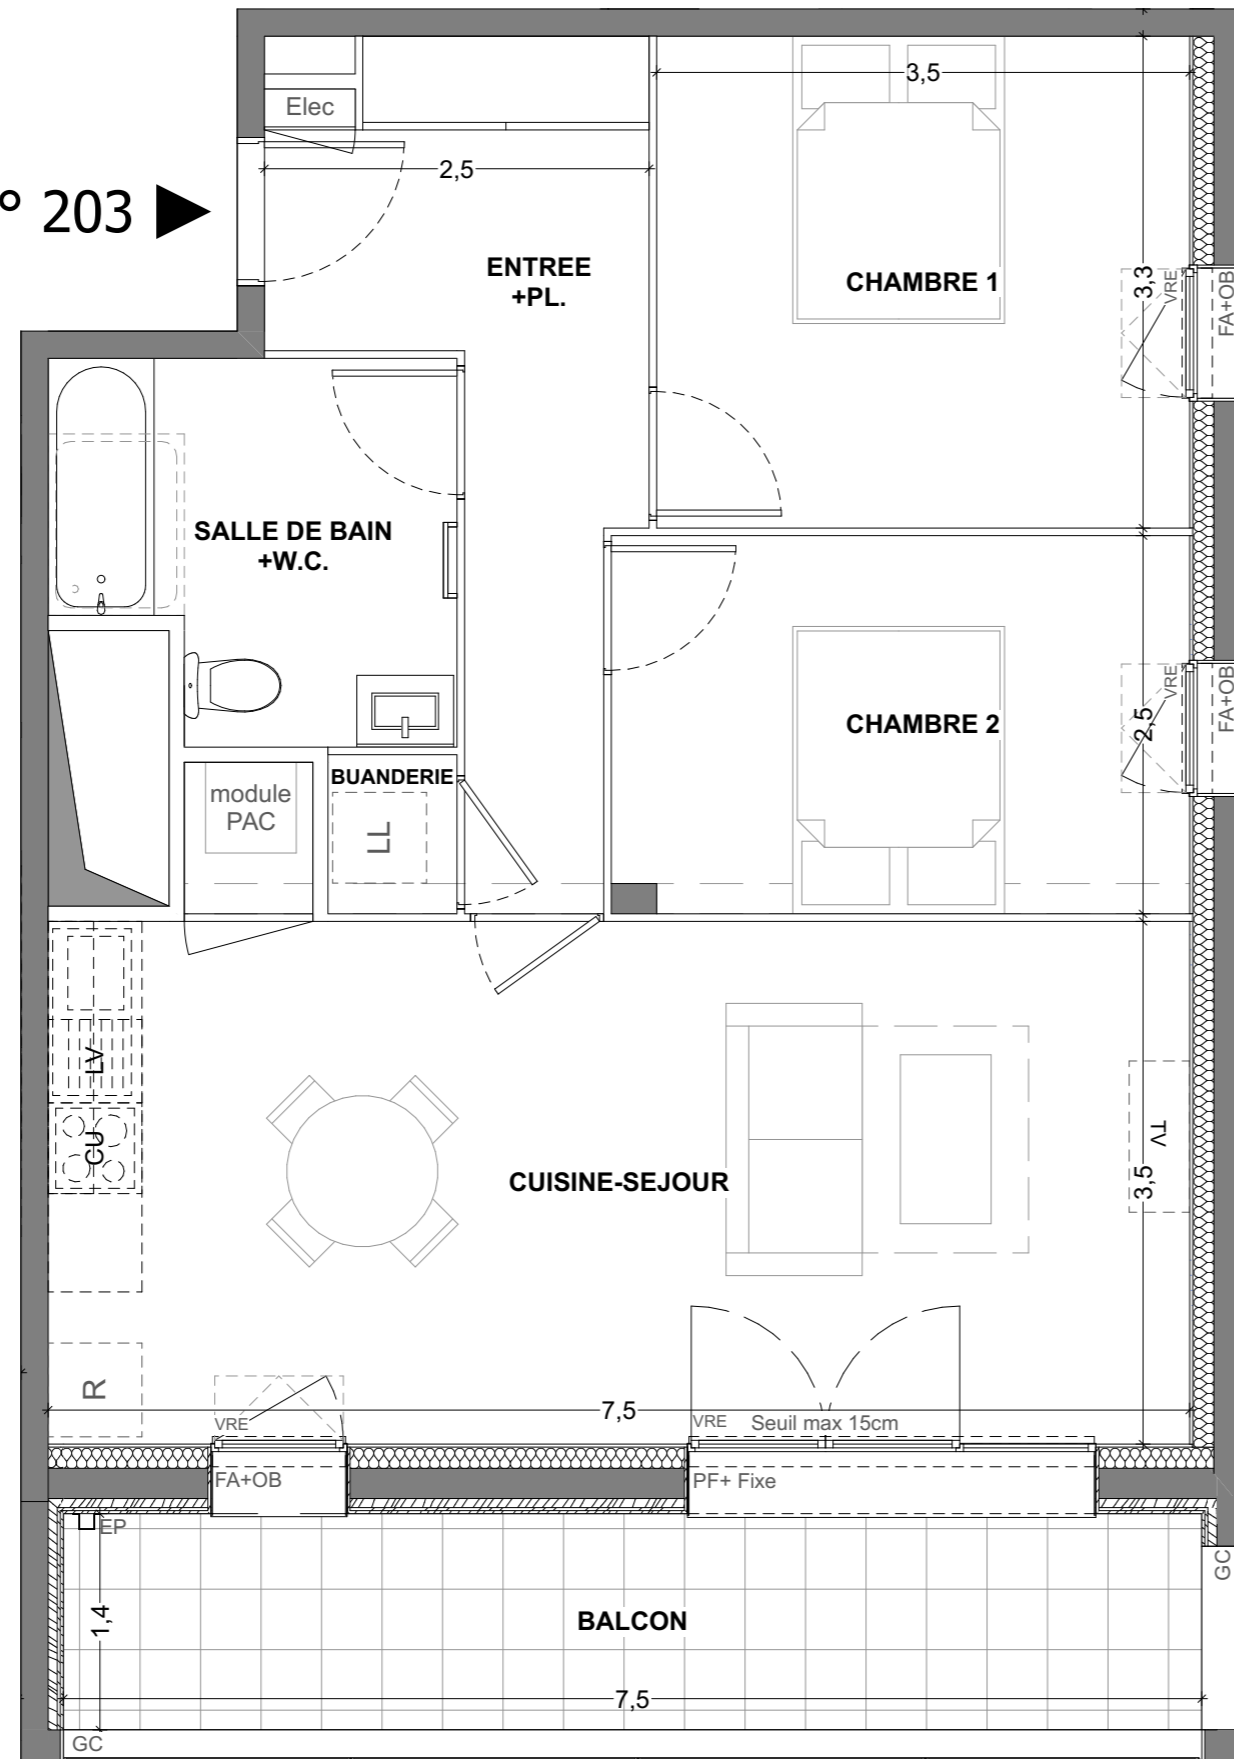 Elec
3,5
2,5
° 203
ENTREE
+PL.
CHAMBRE 1
3,3
VRE
FA+OB
SALLE DE BAIN
+W.C.
CHAMBRE 2
2,5
VRE
FA+OB
BUANDERIE
module
PAC
LL
LV
CU
TV
CUISINE-SEJOUR
3,5
R
7,5
VRE
VRE
Seuil max 15cm
FA+OB
PF+ Fixe
EP
GC
1,4
BALCON
7,5
GC